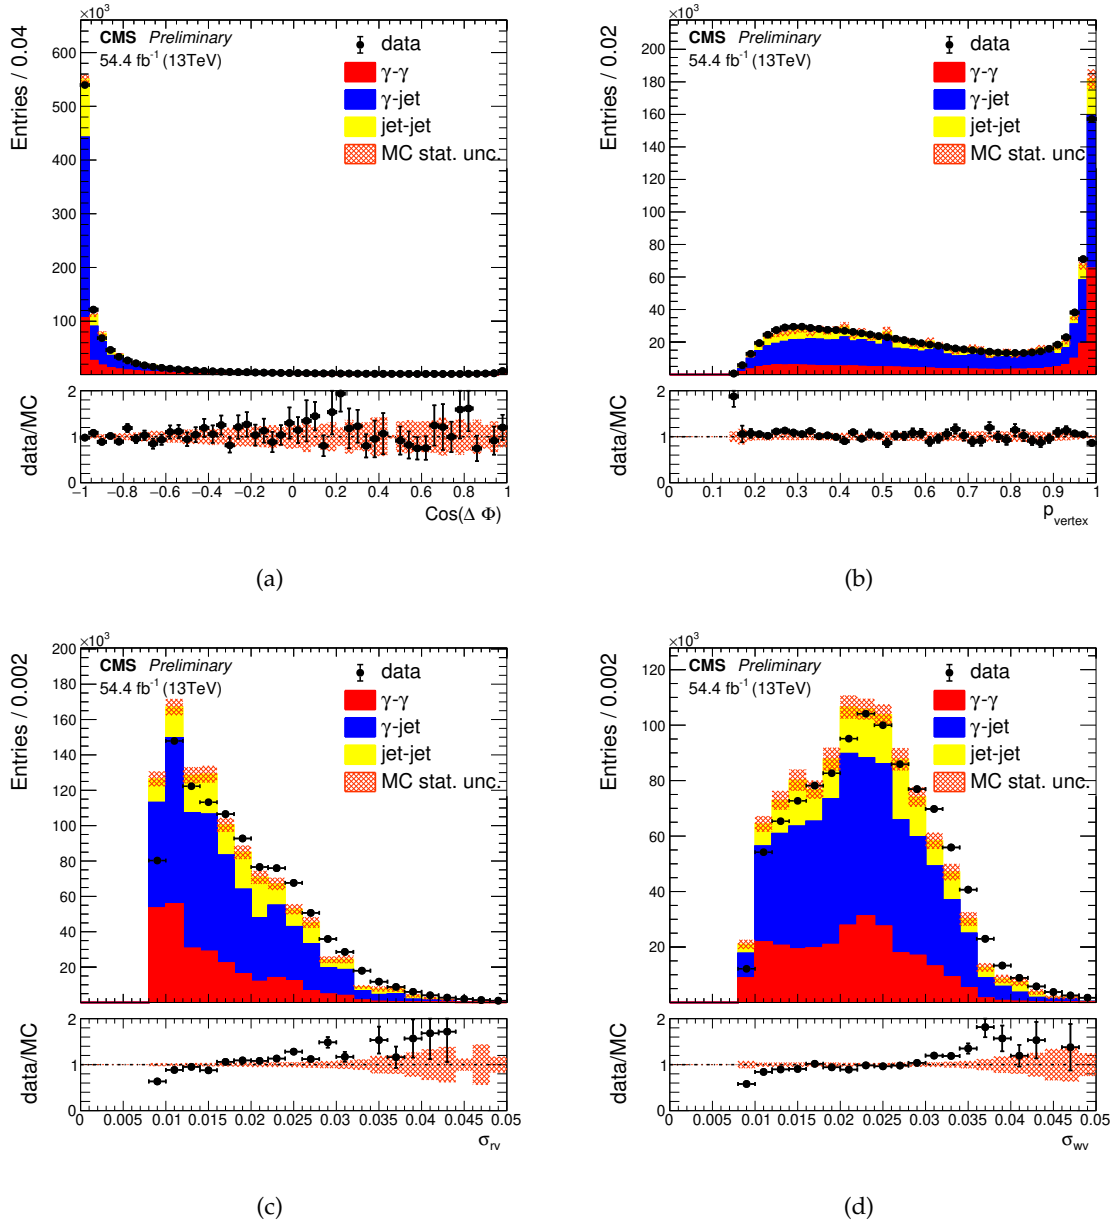 ×10³
Entries / 0.04
CMS Preliminary
54.4 fb⁻¹ (13TeV)
data
γ-γ
γ-jet
jet-jet
MC stat. unc.
600
500
400
300
200
100
data/MC
2
1
0
−1 −0.8 −0.6 −0.4 −0.2 0 0.2 0.4 0.6 0.8 1
Cos(Δ Φ)
(a)
×10³
Entries / 0.02
CMS Preliminary
54.4 fb⁻¹ (13TeV)
data
γ-γ
γ-jet
jet-jet
MC stat. unc.
200
180
160
140
120
100
80
60
40
20
data/MC
2
1
0
0 0.1 0.2 0.3 0.4 0.5 0.6 0.7 0.8 0.9 1
p_vertex
(b)
×10³
Entries / 0.002
CMS Preliminary
54.4 fb⁻¹ (13TeV)
data
γ-γ
γ-jet
jet-jet
MC stat. unc.
200
180
160
140
120
100
80
60
40
20
data/MC
2
1
0
0 0.005 0.01 0.015 0.02 0.025 0.03 0.035 0.04 0.045 0.05
σ_rv
(c)
×10³
Entries / 0.002
CMS Preliminary
54.4 fb⁻¹ (13TeV)
data
γ-γ
γ-jet
jet-jet
MC stat. unc.
120
100
80
60
40
20
data/MC
2
1
0
0 0.005 0.01 0.015 0.02 0.025 0.03 0.035 0.04 0.045 0.05
σ_wv
(d)